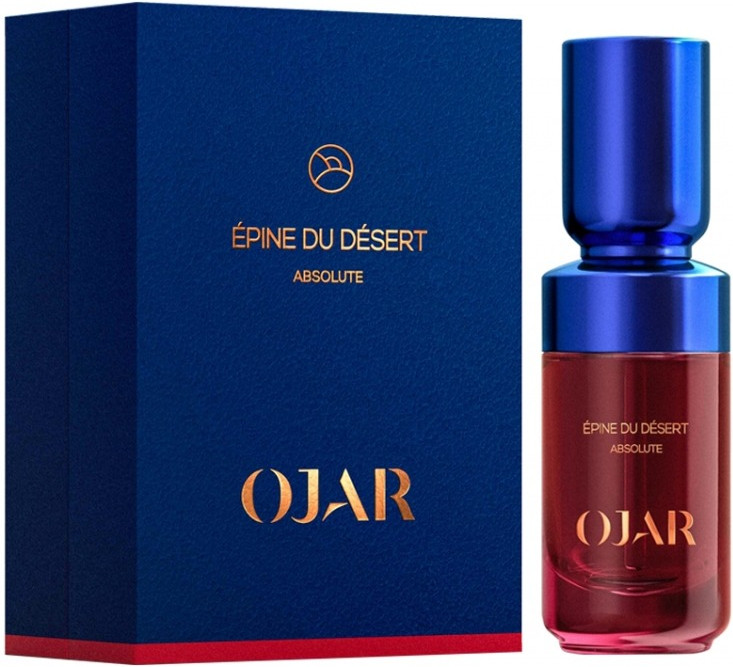 ÉPINE DU DÉSERT
ABSOLUTE
OJAR
ÉPINE DU DÉSERT
ABSOLUTE
OJAR